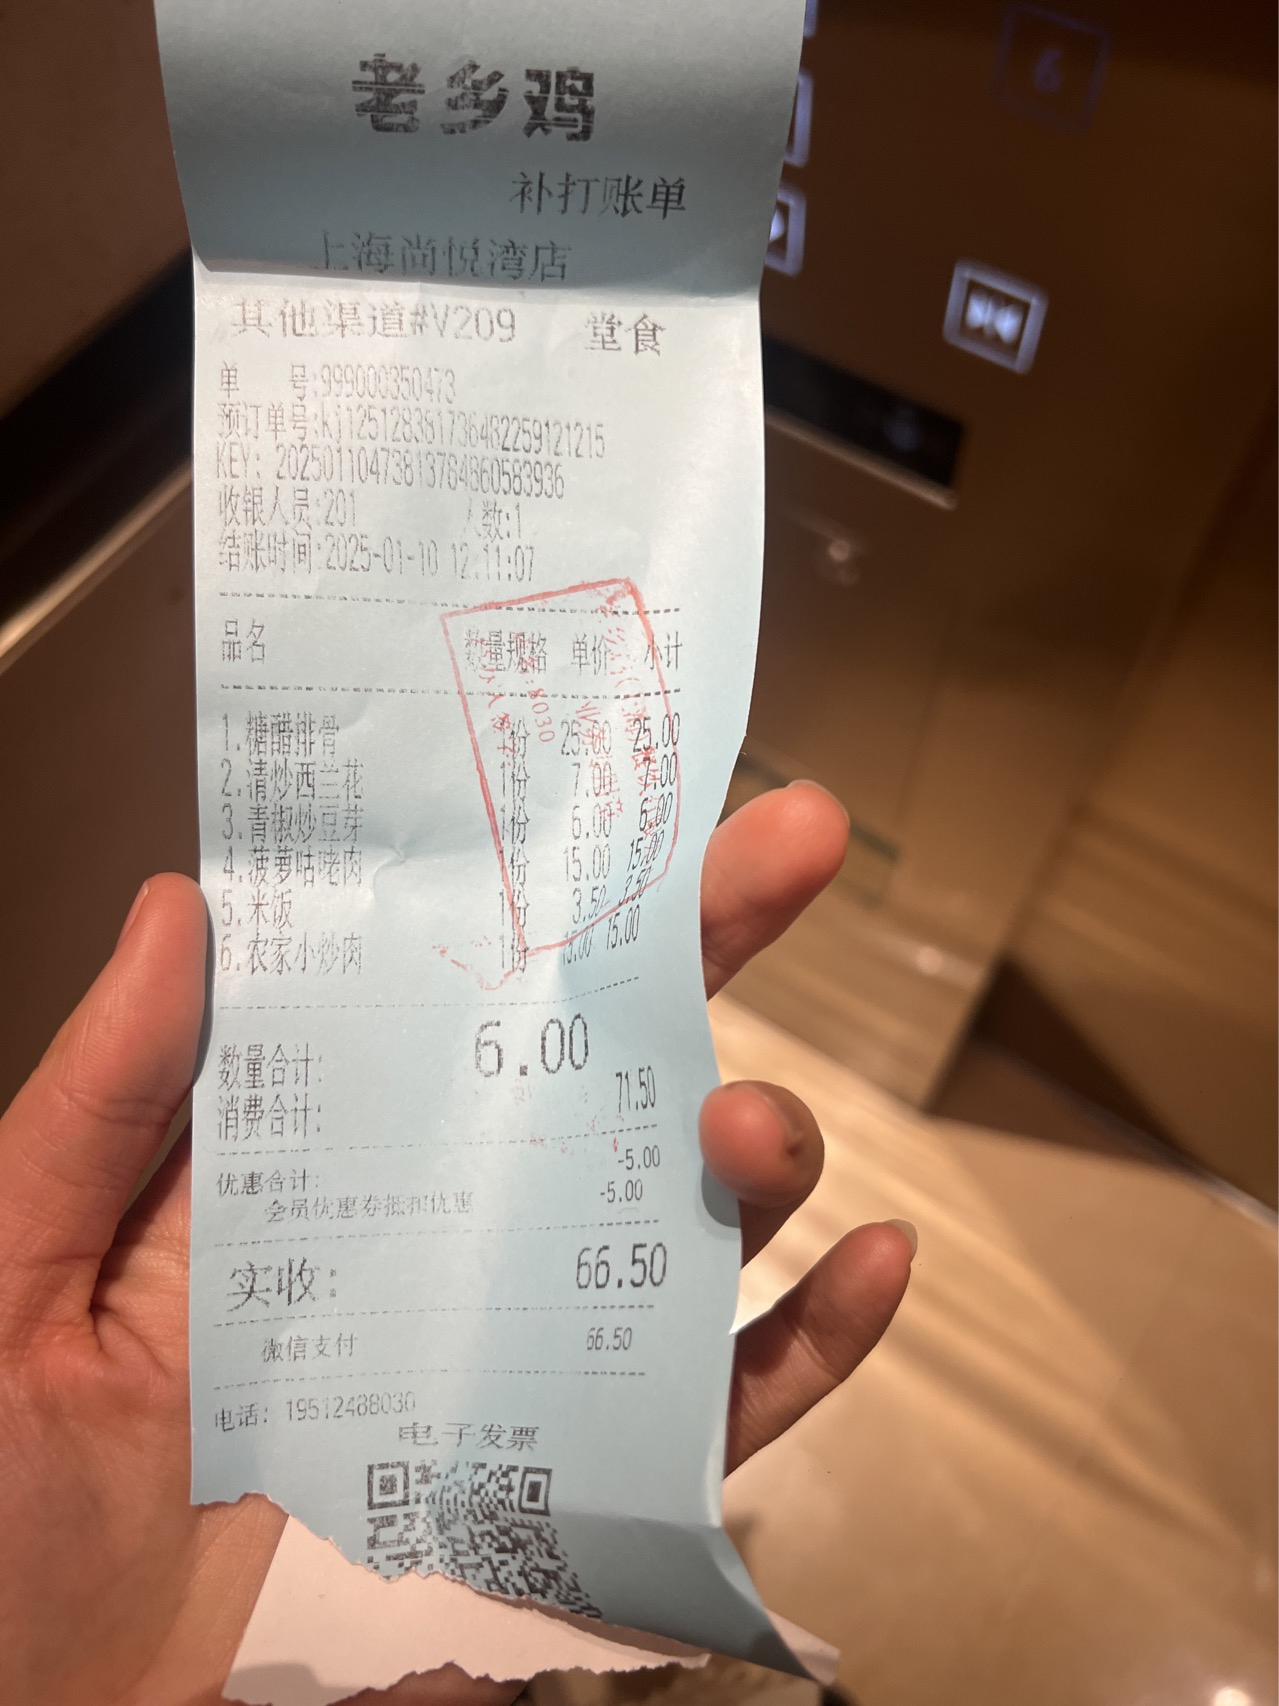 老乡鸡
补打账单
上海尚悦湾店
其他渠道#V209 堂食
单 号:999000350473
预订单号:kj1251283817364822259121215
KEY: 20250110473813784860583936
收银人员:201 人数:1
结账时间:2025-01-10 12:11:07
品名 数量规格 单价 小计
1.糖醋排骨 1份 25.00 25.00
2.清炒西兰花 1份 7.00 7.00
3.青椒炒豆芽 1份 6.00 6.00
4.菠萝咕咾肉 1份 15.00 15.00
5.米饭 1份 3.50 3.50
6.农家小炒肉 1份 15.00 15.00
数量合计: 6.00
消费合计: 71.50
优惠合计: -5.00
会员优惠券抵扣优惠 -5.00
实收: 66.50
微信支付 66.50
电话: 19512488030
电子发票
6